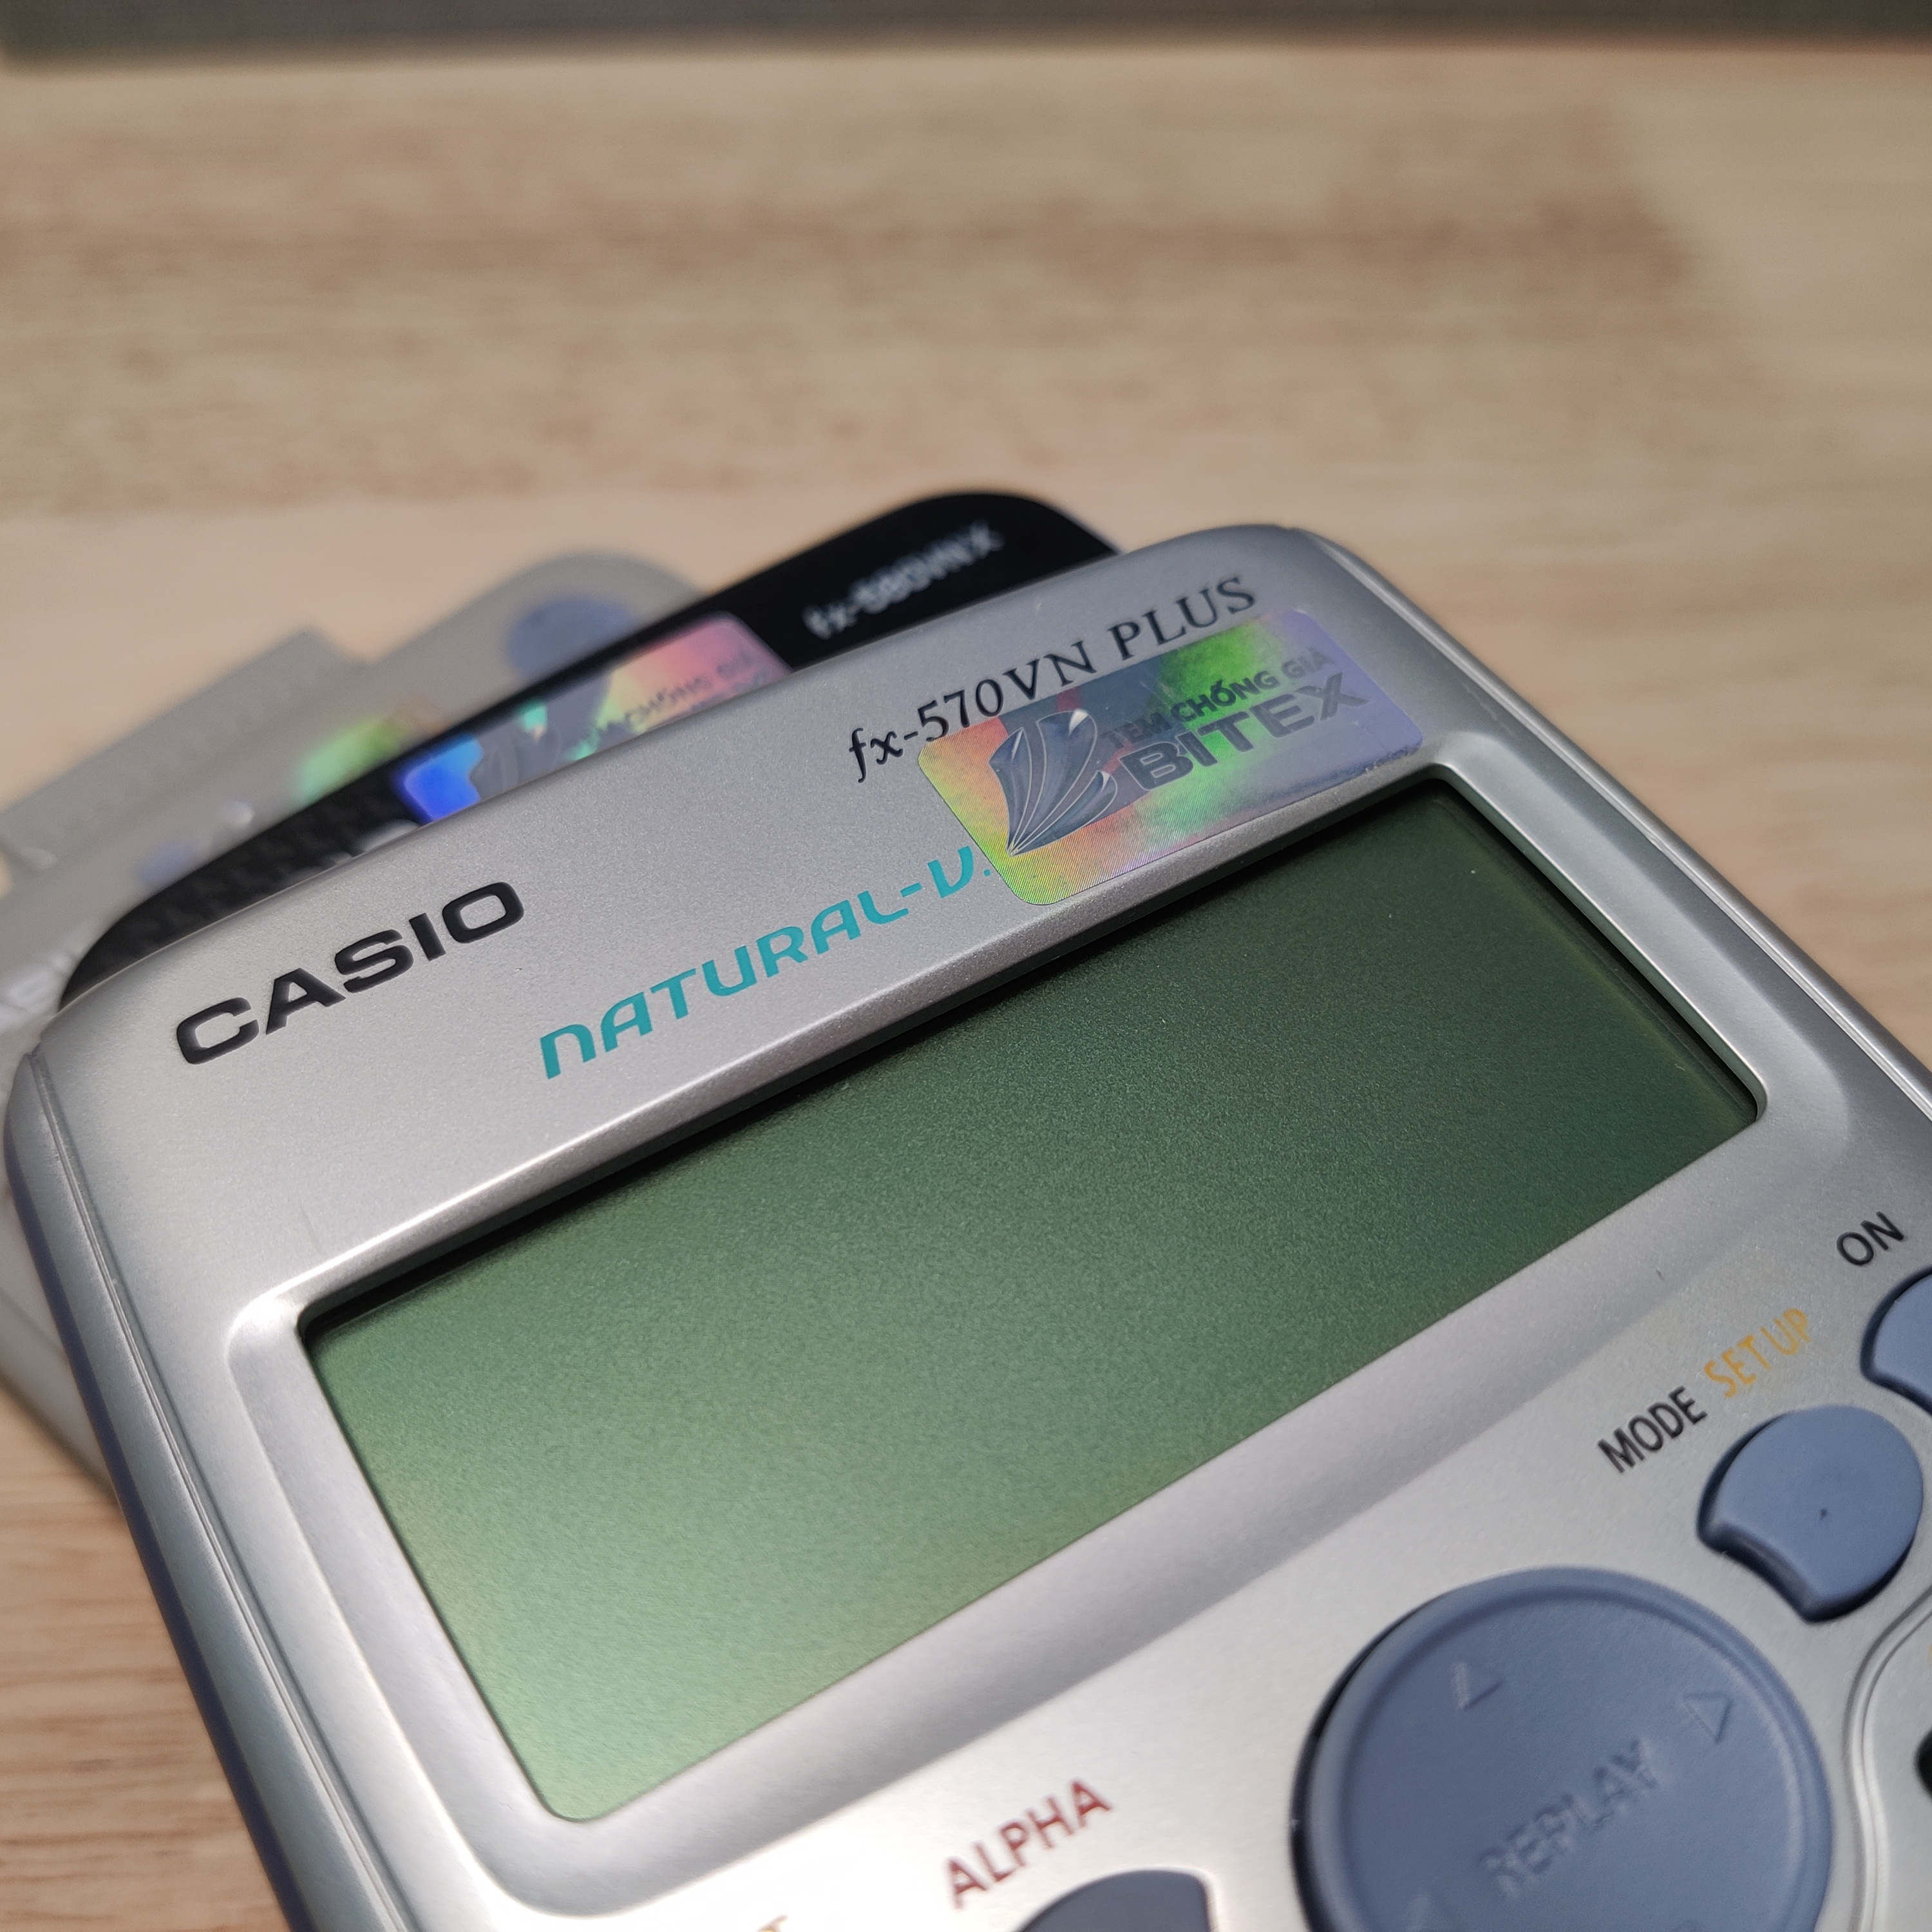 fx-580VN X
fx-570VN PLUS
TEM CHỐNG GIẢ
BITEX
CASIO
NATURAL-V.
ON
MODE SETUP
REPLAY
ALPHA